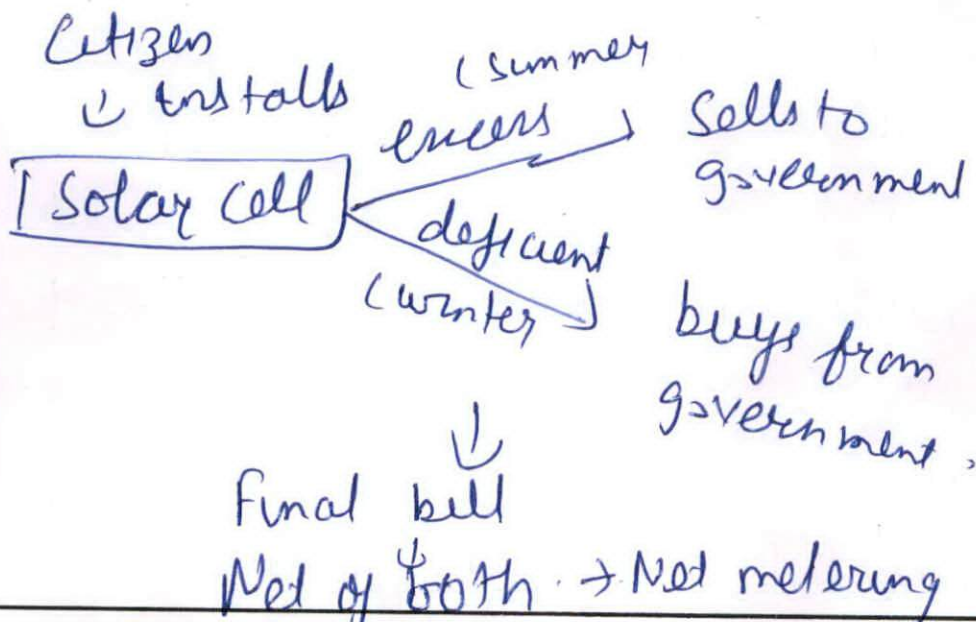 Citizen
↓ installs
(summer
excess
Sells to
government
Solar Cell
deficient
(winter
buys from
government.
↓
Final bill
↓
Net of both → Net metering